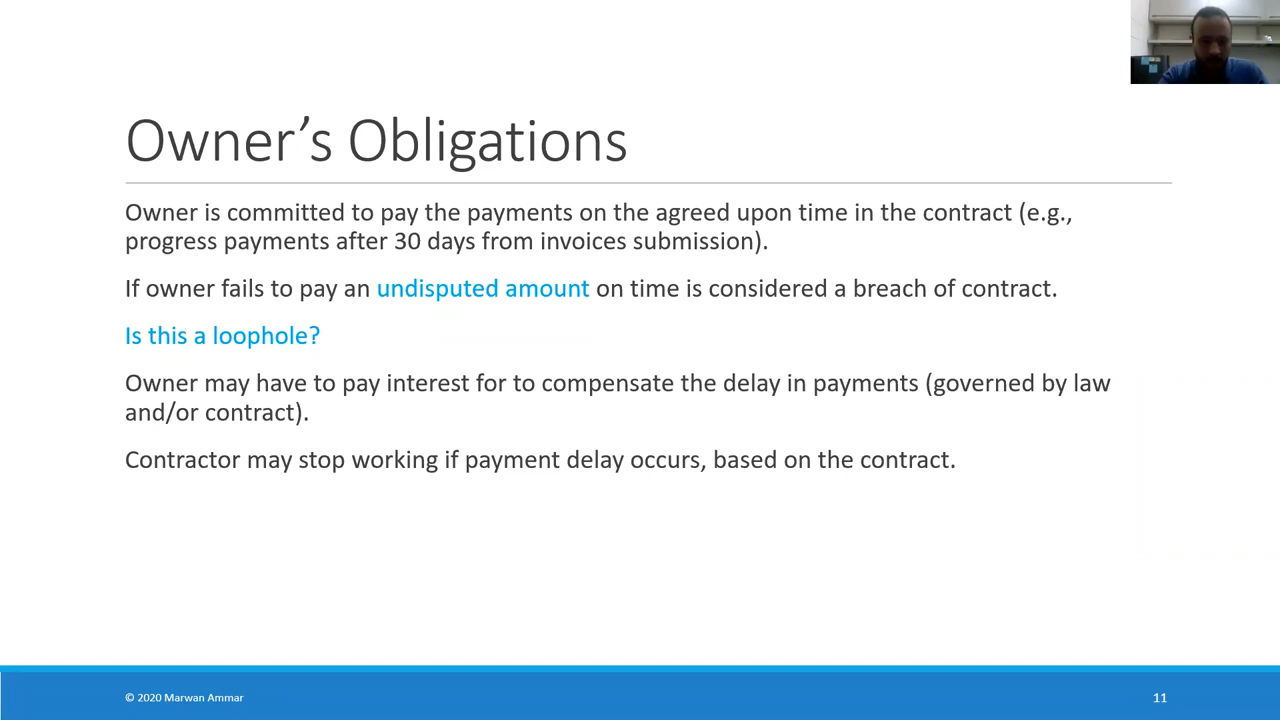 Owner’s Obligations
Owner is committed to pay the payments on the agreed upon time in the contract (e.g.,
progress payments after 30 days from invoices submission).
If owner fails to pay an undisputed amount on time is considered a breach of contract.
Is this a loophole?
Owner may have to pay interest for to compensate the delay in payments (governed by law
and/or contract).
Contractor may stop working if payment delay occurs, based on the contract.
© 2020 Marwan Ammar
11